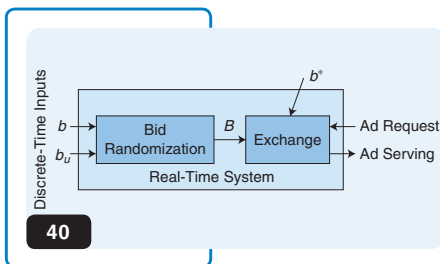 Discrete-Time Inputs
b
b_u
Bid
Randomization
B
b*
Exchange
Ad Request
Ad Serving
Real-Time System
40